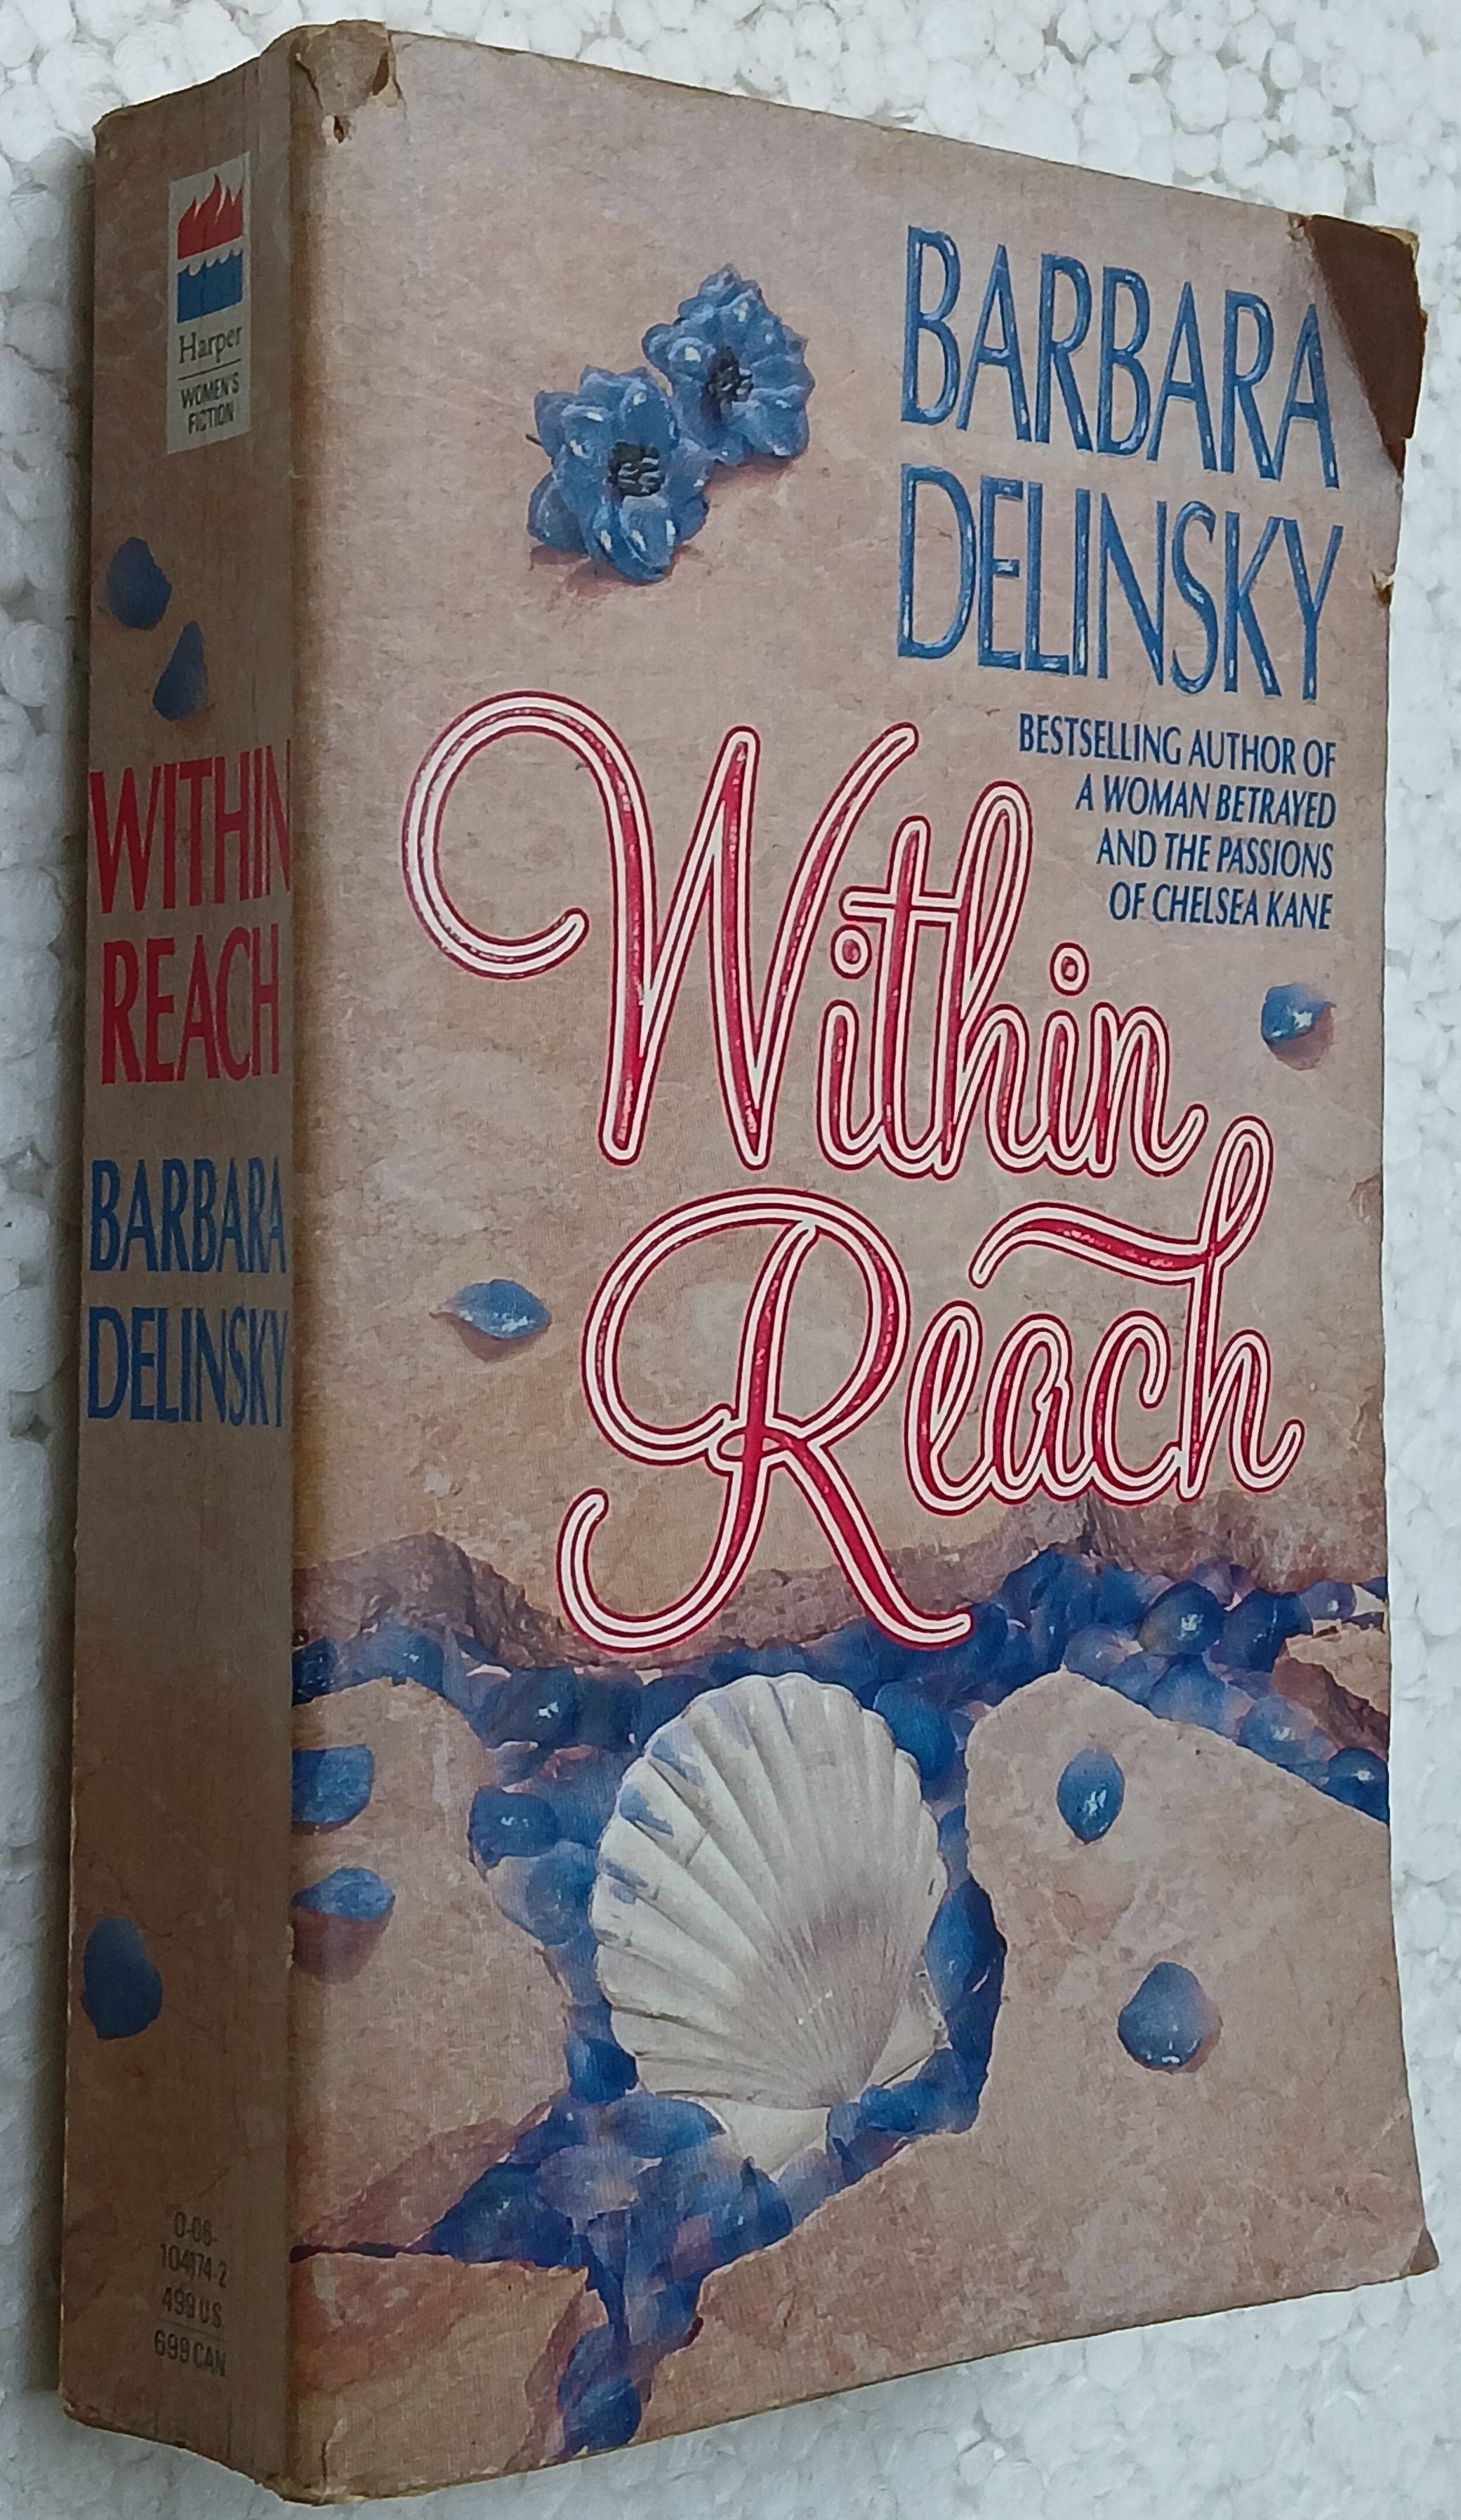 Harper
WOMEN'S
FICTION
WITHIN
REACH
BARBARA
DELINSKY
0-06-
104174-2
499 US
699 CAN
BARBARA
DELINSKY
BESTSELLING AUTHOR OF
A WOMAN BETRAYED
AND THE PASSIONS
OF CHELSEA KANE
Within
Reach